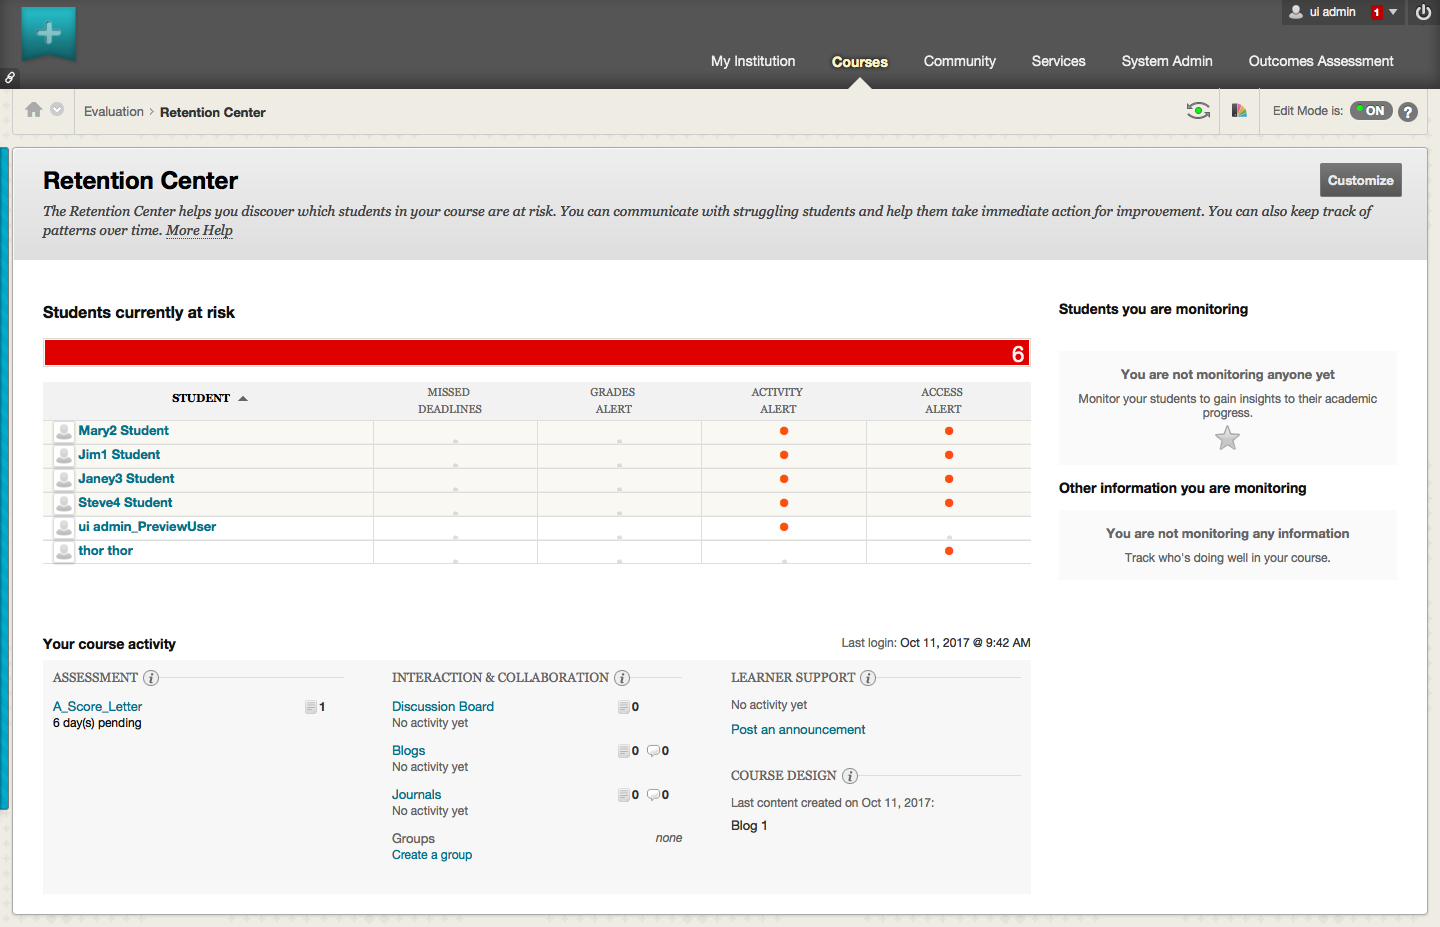 ui admin 1
My Institution Courses Community Services System Admin Outcomes Assessment
Evaluation > Retention Center Edit Mode is: ON ?
Retention Center
Customize
The Retention Center helps you discover which students in your course are at risk. You can communicate with struggling students and help them take immediate action for improvement. You can also keep track of
patterns over time. More Help
Students currently at risk
6
STUDENT MISSED DEADLINES GRADES ALERT ACTIVITY ALERT ACCESS ALERT
Mary2 Student
Jim1 Student
Janey3 Student
Steve4 Student
ui admin_PreviewUser
thor thor
Students you are monitoring
You are not monitoring anyone yet
Monitor your students to gain insights to their academic
progress.
Other information you are monitoring
You are not monitoring any information
Track who's doing well in your course.
Your course activity
Last login: Oct 11, 2017 @ 9:42 AM
ASSESSMENT i
A_Score_Letter 1
6 day(s) pending
INTERACTION & COLLABORATION i
Discussion Board 0
No activity yet
Blogs 0 0
No activity yet
Journals 0 0
No activity yet
Groups none
Create a group
LEARNER SUPPORT i
No activity yet
Post an announcement
COURSE DESIGN i
Last content created on Oct 11, 2017:
Blog 1